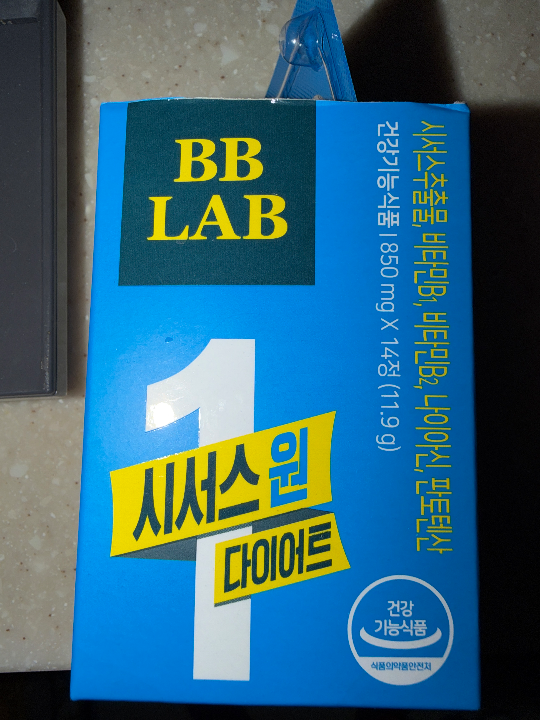 BB
LAB
시서스추출물, 비타민B1, 비타민B2, 나이아신, 판토텐산
건강기능식품 | 850 mg X 14정 (11.9 g)
1
시서스 원
다이어트
건강
기능식품
식품의약품안전처